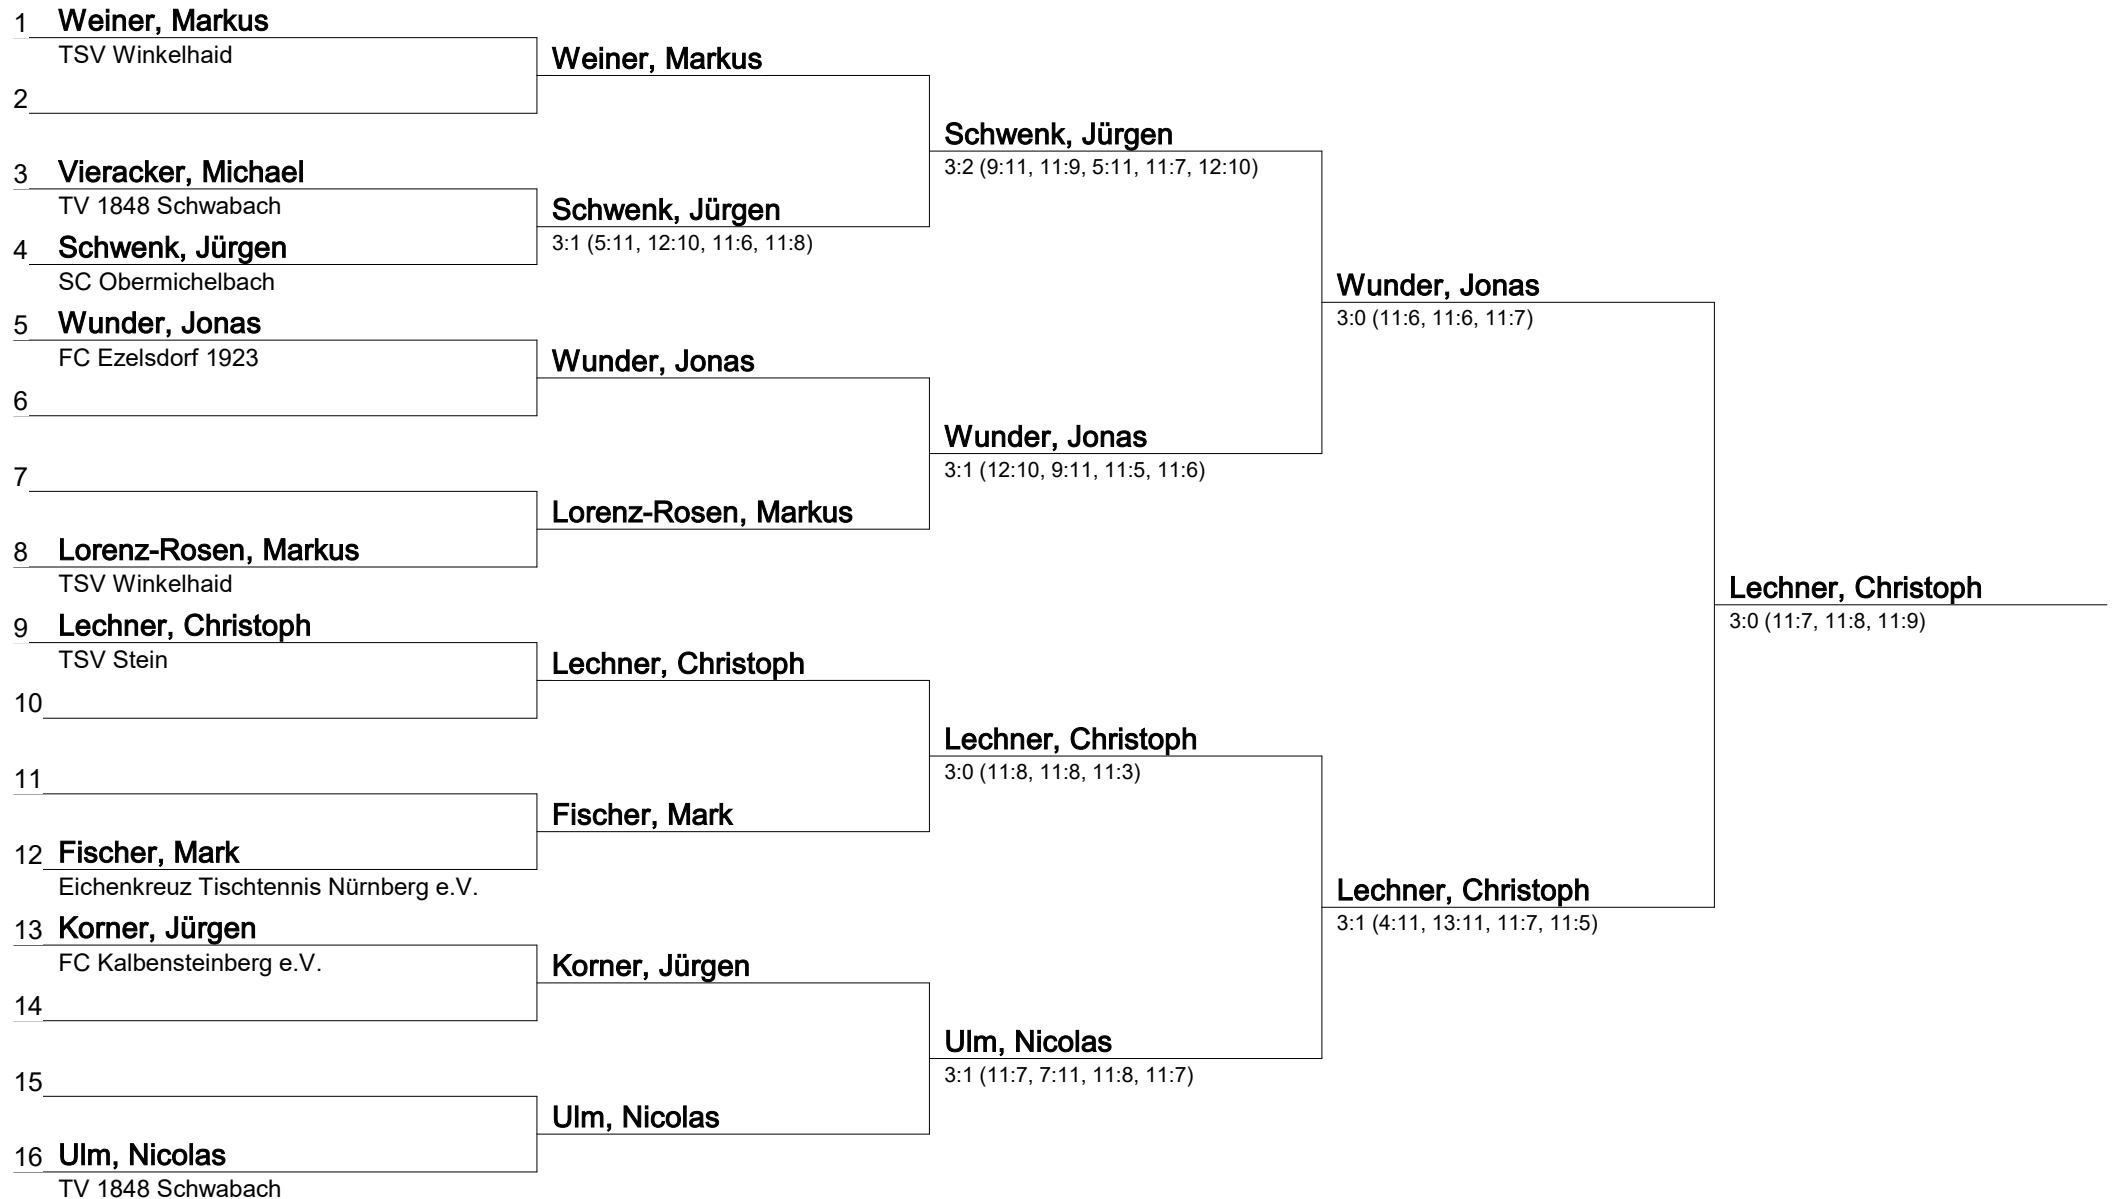 1 Weiner, Markus
TSV Winkelhaid
Weiner, Markus
2
Schwenk, Jürgen
3:2 (9:11, 11:9, 5:11, 11:7, 12:10)
3 Vieracker, Michael
TV 1848 Schwabach
Schwenk, Jürgen
3:1 (5:11, 12:10, 11:6, 11:8)
4 Schwenk, Jürgen
SC Obermichelbach
Wunder, Jonas
3:0 (11:6, 11:6, 11:7)
5 Wunder, Jonas
FC Ezelsdorf 1923
Wunder, Jonas
6
Wunder, Jonas
3:1 (12:10, 9:11, 11:5, 11:6)
7
Lorenz-Rosen, Markus
8 Lorenz-Rosen, Markus
TSV Winkelhaid
Lechner, Christoph
3:0 (11:7, 11:8, 11:9)
9 Lechner, Christoph
TSV Stein
Lechner, Christoph
10
Lechner, Christoph
3:0 (11:8, 11:8, 11:3)
11
Fischer, Mark
12 Fischer, Mark
Eichenkreuz Tischtennis Nürnberg e.V.
Lechner, Christoph
3:1 (4:11, 13:11, 11:7, 11:5)
13 Korner, Jürgen
FC Kalbensteinberg e.V.
Korner, Jürgen
14
Ulm, Nicolas
3:1 (11:7, 7:11, 11:8, 11:7)
15
Ulm, Nicolas
16 Ulm, Nicolas
TV 1848 Schwabach